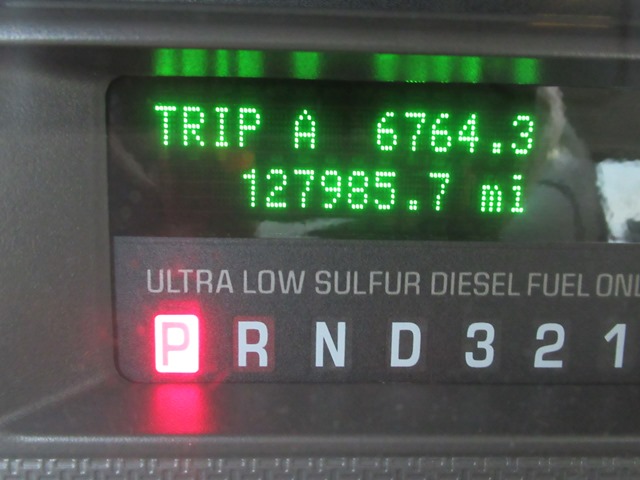 TRIP A 6764.3
127985.7 mi
ULTRA LOW SULFUR DIESEL FUEL
P R N D 3 2 1